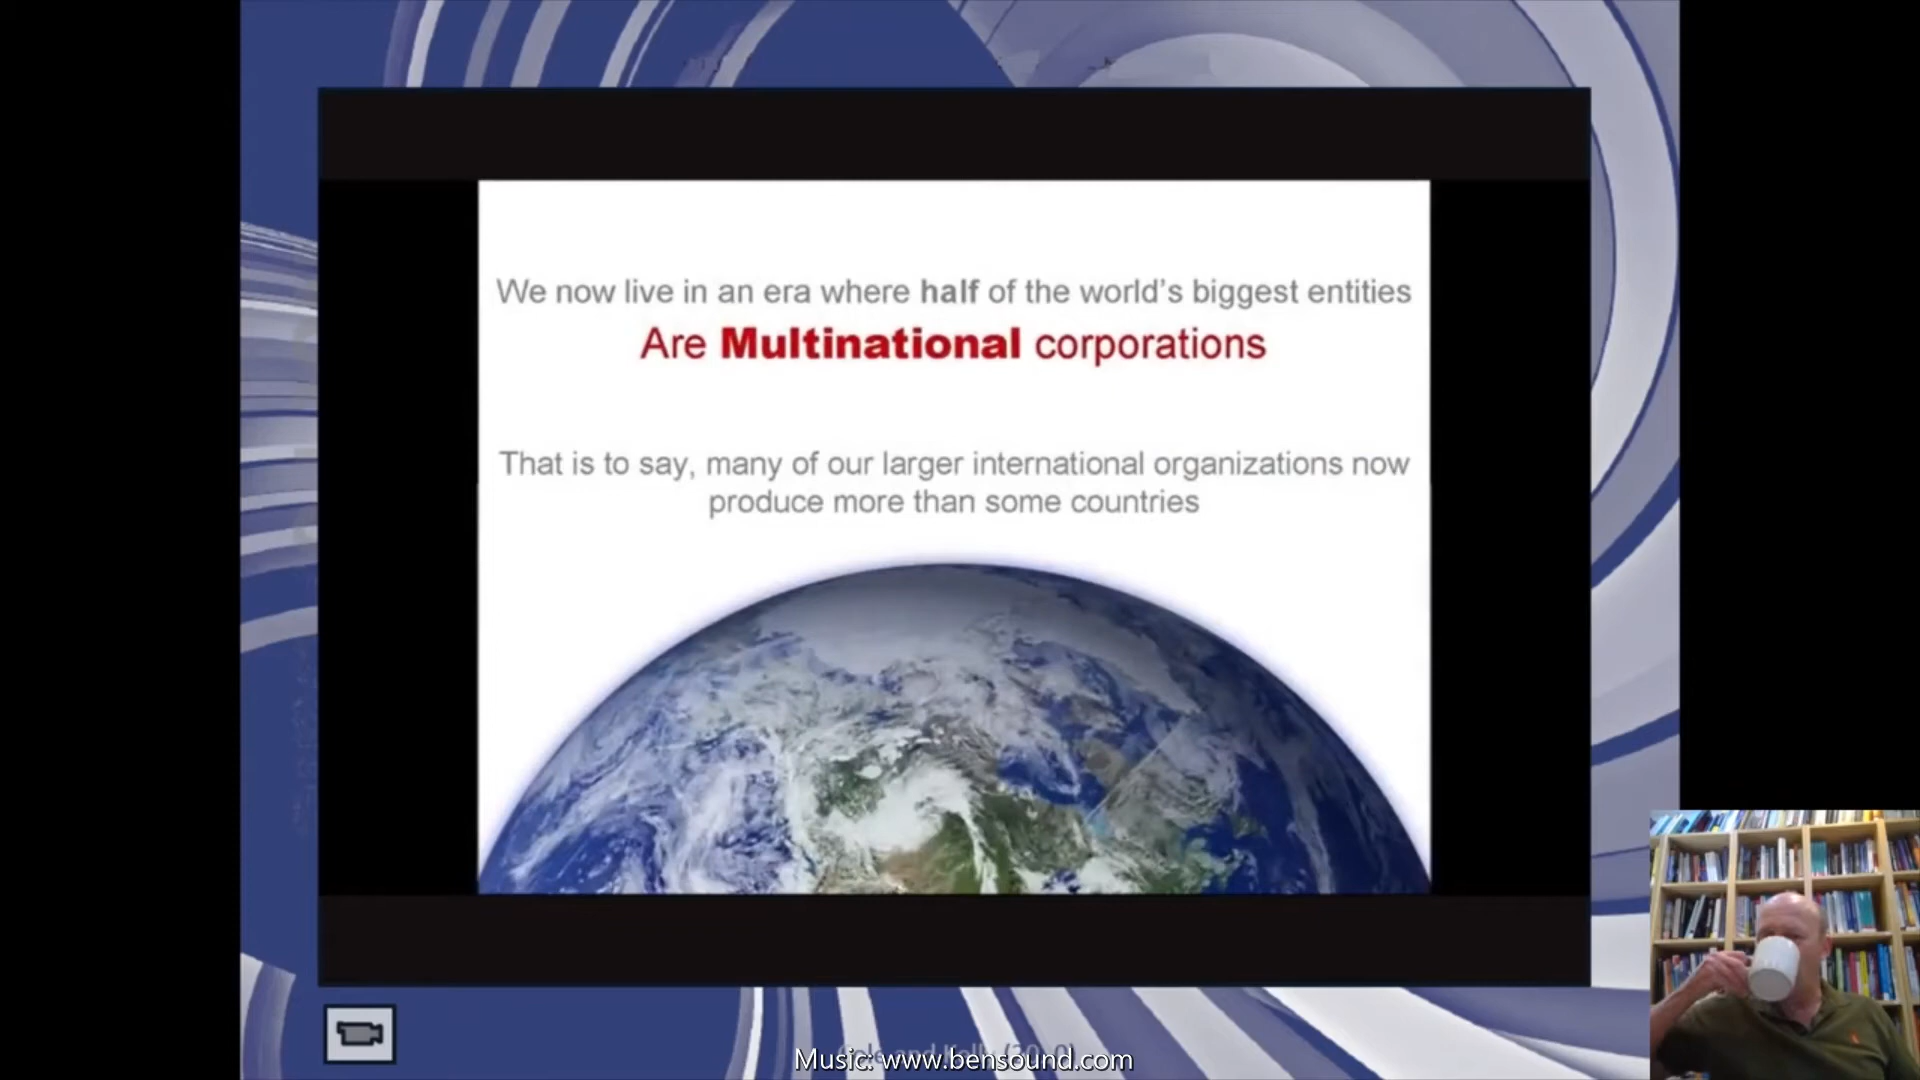 We now live in an era where half of the world's biggest entities
Are Multinational corporations
That is to say, many of our larger international organizations now
produce more than some countries
Music: www.bensound.com